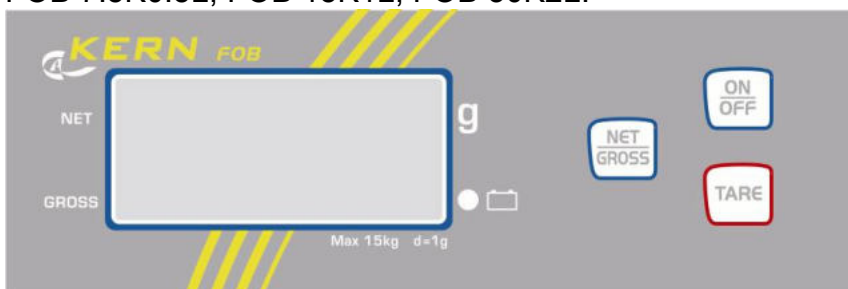 KERN FOB
NET
g
ON
OFF
NET
GROSS
GROSS
TARE
Max 15kg d=1g